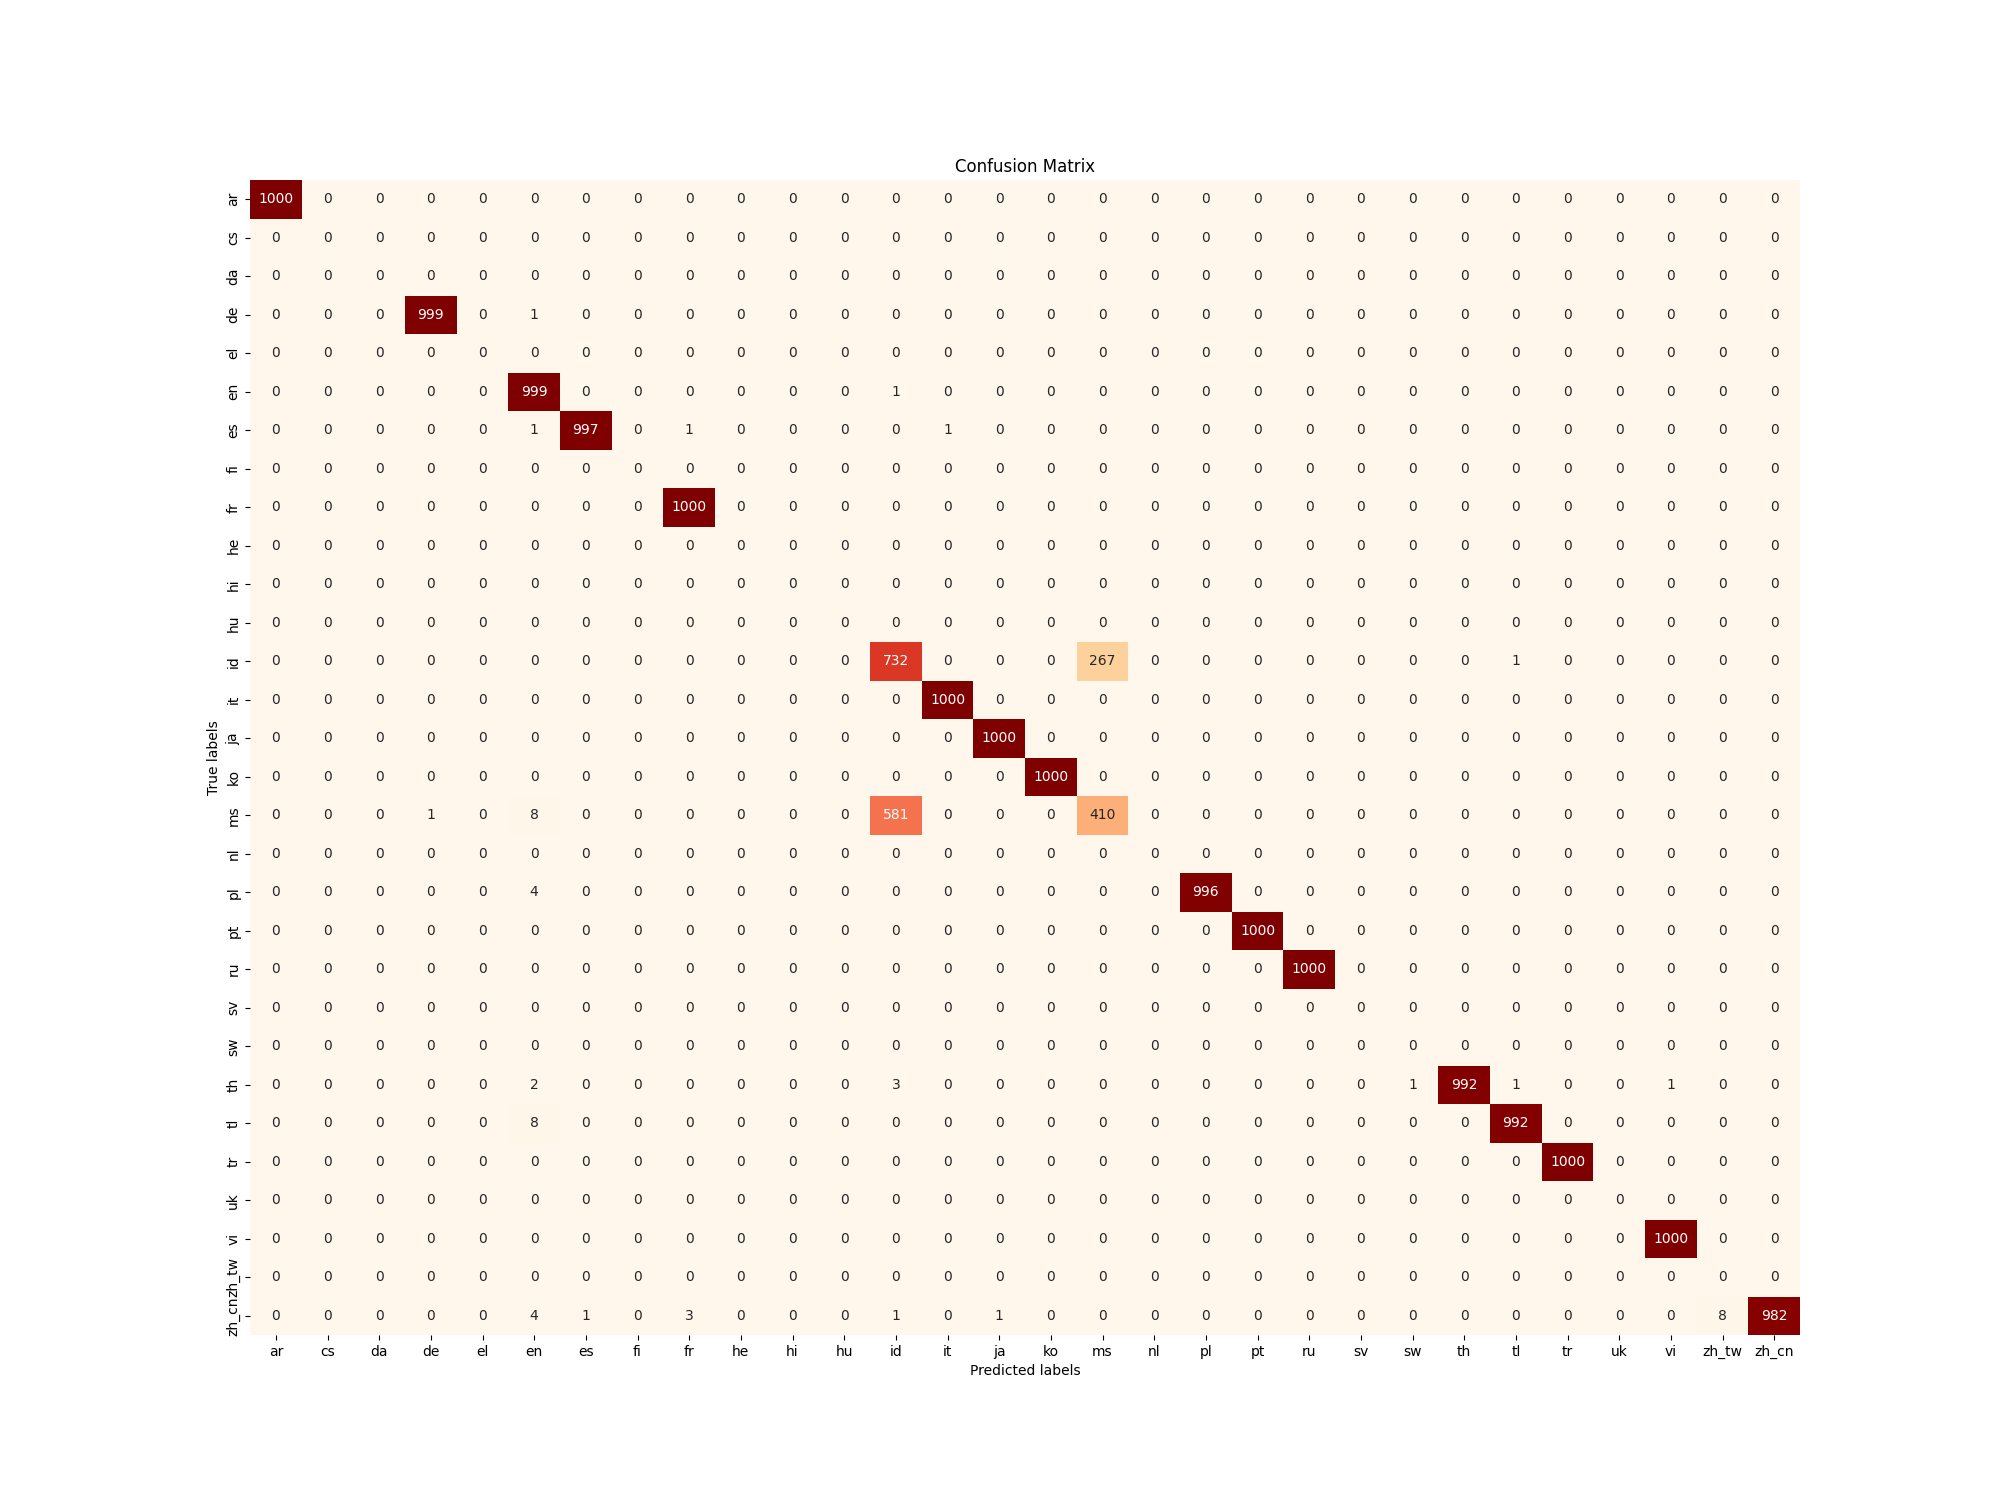 Confusion Matrix
ar 1000 0 0 0 0 0 0 0 0 0 0 0 0 0 0 0 0 0 0 0 0 0 0 0 0 0 0 0 0 0
cs 0 0 0 0 0 0 0 0 0 0 0 0 0 0 0 0 0 0 0 0 0 0 0 0 0 0 0 0 0 0
da 0 0 0 0 0 0 0 0 0 0 0 0 0 0 0 0 0 0 0 0 0 0 0 0 0 0 0 0 0 0
de 0 0 0 999 0 1 0 0 0 0 0 0 0 0 0 0 0 0 0 0 0 0 0 0 0 0 0 0 0 0
el 0 0 0 0 0 0 0 0 0 0 0 0 0 0 0 0 0 0 0 0 0 0 0 0 0 0 0 0 0 0
en 0 0 0 0 0 999 0 0 0 0 0 0 1 0 0 0 0 0 0 0 0 0 0 0 0 0 0 0 0 0
es 0 0 0 0 0 1 997 0 1 0 0 0 0 1 0 0 0 0 0 0 0 0 0 0 0 0 0 0 0 0
fi 0 0 0 0 0 0 0 0 0 0 0 0 0 0 0 0 0 0 0 0 0 0 0 0 0 0 0 0 0 0
fr 0 0 0 0 0 0 0 0 1000 0 0 0 0 0 0 0 0 0 0 0 0 0 0 0 0 0 0 0 0 0
he 0 0 0 0 0 0 0 0 0 0 0 0 0 0 0 0 0 0 0 0 0 0 0 0 0 0 0 0 0 0
hi 0 0 0 0 0 0 0 0 0 0 0 0 0 0 0 0 0 0 0 0 0 0 0 0 0 0 0 0 0 0
hu 0 0 0 0 0 0 0 0 0 0 0 0 0 0 0 0 0 0 0 0 0 0 0 0 0 0 0 0 0 0
id 0 0 0 0 0 0 0 0 0 0 0 0 732 0 0 0 267 0 0 0 0 0 0 0 1 0 0 0 0 0
it 0 0 0 0 0 0 0 0 0 0 0 0 0 1000 0 0 0 0 0 0 0 0 0 0 0 0 0 0 0 0
True labels
ja 0 0 0 0 0 0 0 0 0 0 0 0 0 0 1000 0 0 0 0 0 0 0 0 0 0 0 0 0 0 0
ko 0 0 0 0 0 0 0 0 0 0 0 0 0 0 0 1000 0 0 0 0 0 0 0 0 0 0 0 0 0 0
ms 0 0 0 1 0 8 0 0 0 0 0 0 581 0 0 0 410 0 0 0 0 0 0 0 0 0 0 0 0 0
nl 0 0 0 0 0 0 0 0 0 0 0 0 0 0 0 0 0 0 0 0 0 0 0 0 0 0 0 0 0 0
pl 0 0 0 0 0 4 0 0 0 0 0 0 0 0 0 0 0 0 996 0 0 0 0 0 0 0 0 0 0 0
pt 0 0 0 0 0 0 0 0 0 0 0 0 0 0 0 0 0 0 0 1000 0 0 0 0 0 0 0 0 0 0
ru 0 0 0 0 0 0 0 0 0 0 0 0 0 0 0 0 0 0 0 0 1000 0 0 0 0 0 0 0 0 0
sv 0 0 0 0 0 0 0 0 0 0 0 0 0 0 0 0 0 0 0 0 0 0 0 0 0 0 0 0 0 0
sw 0 0 0 0 0 0 0 0 0 0 0 0 0 0 0 0 0 0 0 0 0 0 0 0 0 0 0 0 0 0
th 0 0 0 0 0 2 0 0 0 0 0 0 3 0 0 0 0 0 0 0 0 0 1 992 1 0 0 1 0 0
tl 0 0 0 0 0 8 0 0 0 0 0 0 0 0 0 0 0 0 0 0 0 0 0 0 992 0 0 0 0 0
tr 0 0 0 0 0 0 0 0 0 0 0 0 0 0 0 0 0 0 0 0 0 0 0 0 0 1000 0 0 0 0
uk 0 0 0 0 0 0 0 0 0 0 0 0 0 0 0 0 0 0 0 0 0 0 0 0 0 0 0 0 0 0
vi 0 0 0 0 0 0 0 0 0 0 0 0 0 0 0 0 0 0 0 0 0 0 0 0 0 0 0 1000 0 0
zh_tw 0 0 0 0 0 0 0 0 0 0 0 0 0 0 0 0 0 0 0 0 0 0 0 0 0 0 0 0 0 0
zh_cn 0 0 0 0 0 4 1 0 3 0 0 0 1 0 1 0 0 0 0 0 0 0 0 0 0 0 0 0 8 982
ar cs da de el en es fi fr he hi hu id it ja ko ms nl pl pt ru sv sw th tl tr uk vi zh_tw zh_cn
Predicted labels